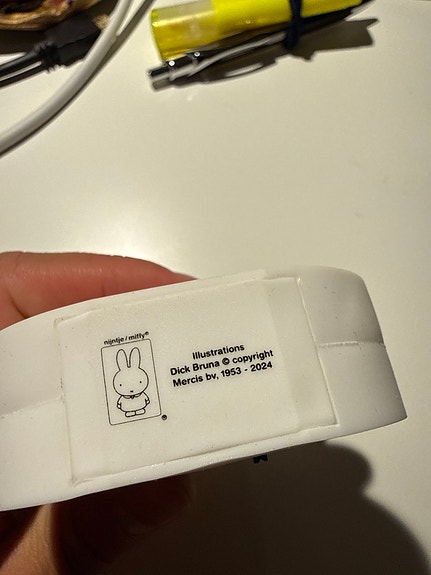 nijntje / miffy®
Illustrations
Dick Bruna © copyright
Mercis bv, 1953 - 2024
®